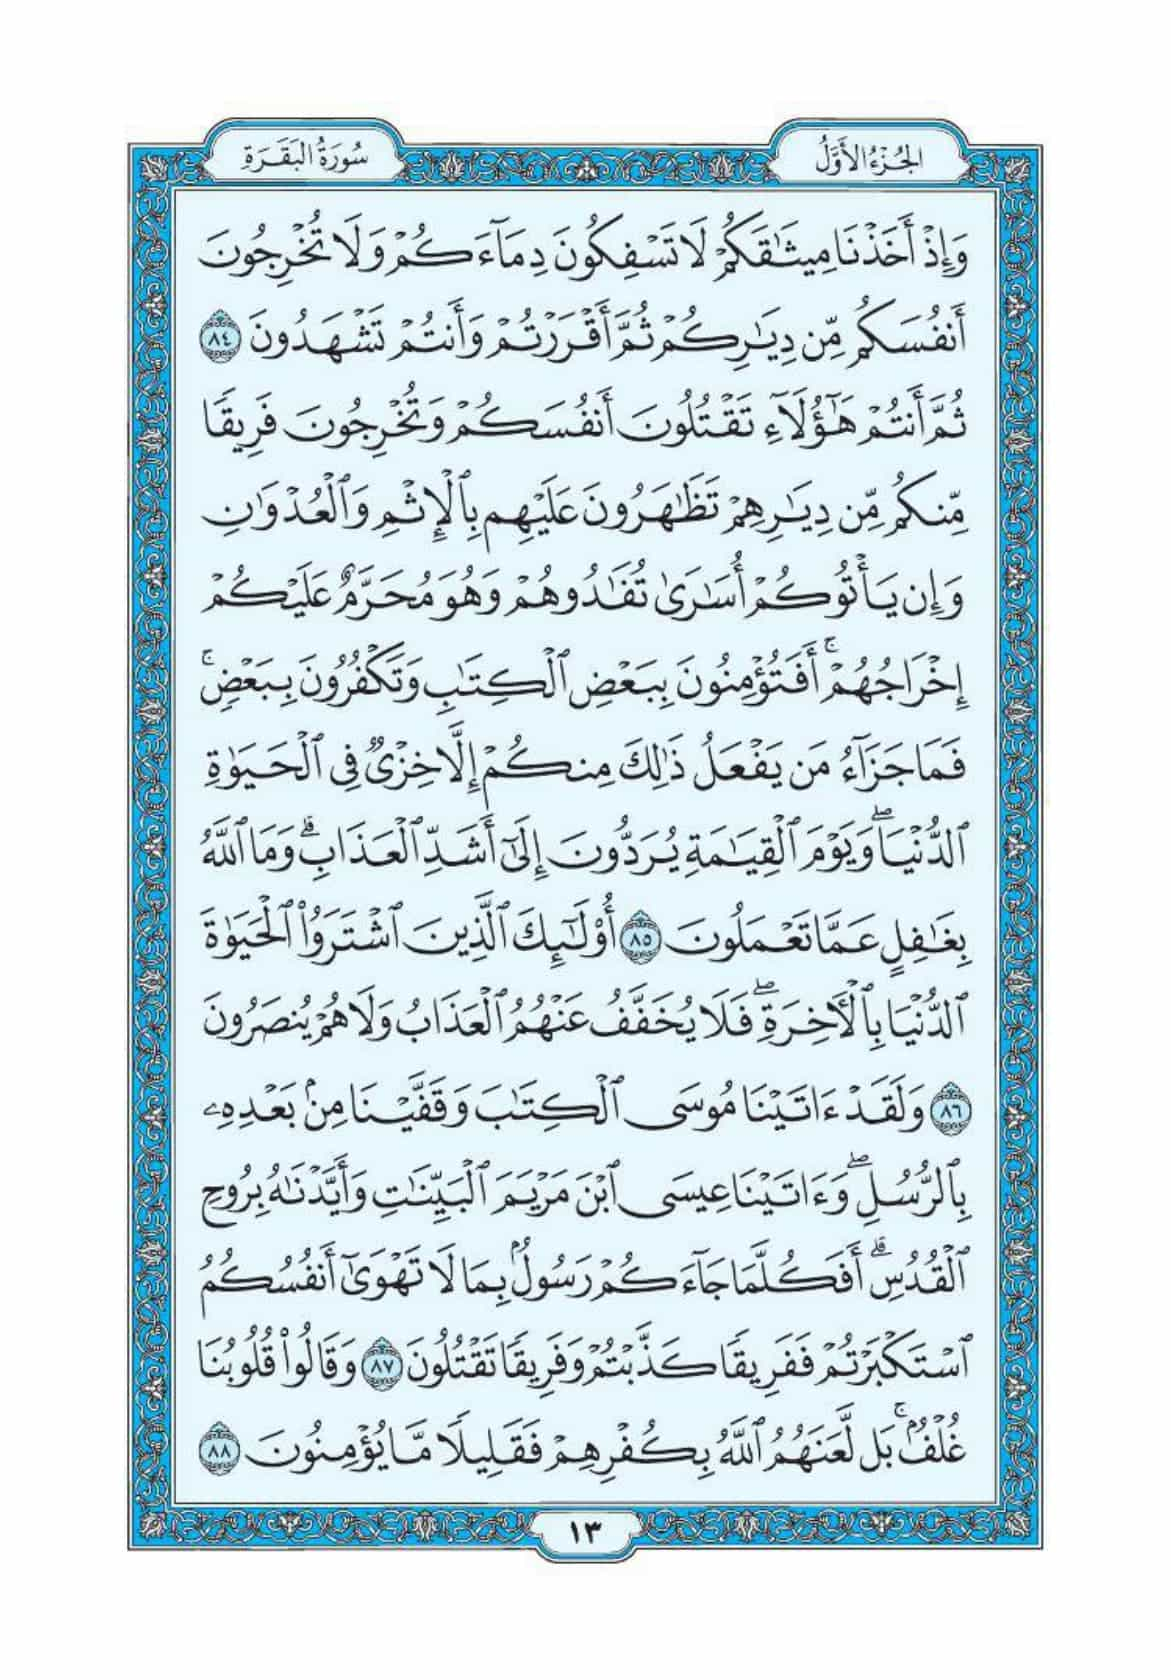 الجُزْءُ الأَوَّلُ
سُورَةُ البَقَرَةِ
وَإِذْ أَخَذْنَا مِيثَٰقَكُمْ لَا تَسْفِكُونَ دِمَآءَكُمْ وَلَا تُخْرِجُونَ
أَنفُسَكُم مِّن دِيَٰرِكُمْ ثُمَّ أَقْرَرْتُمْ وَأَنتُمْ تَشْهَدُونَ ٨٤
ثُمَّ أَنتُمْ هَٰٓؤُلَآءِ تَقْتُلُونَ أَنفُسَكُمْ وَتُخْرِجُونَ فَرِيقًا
مِّنكُم مِّن دِيَٰرِهِمْ تَظَٰهَرُونَ عَلَيْهِم بِٱلْإِثْمِ وَٱلْعُدْوَٰنِ
وَإِن يَأْتُوكُمْ أُسَٰرَىٰ تُفَٰدُوهُمْ وَهُوَ مُحَرَّمٌ عَلَيْكُمْ
إِخْرَاجُهُمْ ۚ أَفَتُؤْمِنُونَ بِبَعْضِ ٱلْكِتَٰبِ وَتَكْفُرُونَ بِبَعْضٍ ۚ
فَمَا جَزَآءُ مَن يَفْعَلُ ذَٰلِكَ مِنكُمْ إِلَّا خِزْىٌ فِى ٱلْحَيَوٰةِ
ٱلدُّنْيَا ۖ وَيَوْمَ ٱلْقِيَٰمَةِ يُرَدُّونَ إِلَىٰٓ أَشَدِّ ٱلْعَذَابِ ۗ وَمَا ٱللَّهُ
بِغَٰفِلٍ عَمَّا تَعْمَلُونَ ٨٥ أُو۟لَٰٓئِكَ ٱلَّذِينَ ٱشْتَرَوُا۟ ٱلْحَيَوٰةَ
ٱلدُّنْيَا بِٱلْـَٔاخِرَةِ ۖ فَلَا يُخَفَّفُ عَنْهُمُ ٱلْعَذَابُ وَلَا هُمْ يُنصَرُونَ
٨٦ وَلَقَدْ ءَاتَيْنَا مُوسَى ٱلْكِتَٰبَ وَقَفَّيْنَا مِنۢ بَعْدِهِۦ
بِٱلرُّسُلِ ۖ وَءَاتَيْنَا عِيسَى ٱبْنَ مَرْيَمَ ٱلْبَيِّنَٰتِ وَأَيَّدْنَٰهُ بِرُوحِ
ٱلْقُدُسِ ۗ أَفَكُلَّمَا جَآءَكُمْ رَسُولٌۢ بِمَا لَا تَهْوَىٰٓ أَنفُسُكُمُ
ٱسْتَكْبَرْتُمْ فَفَرِيقًا كَذَّبْتُمْ وَفَرِيقًا تَقْتُلُونَ ٨٧ وَقَالُوا۟ قُلُوبُنَا
غُلْفٌۢ ۚ بَل لَّعَنَهُمُ ٱللَّهُ بِكُفْرِهِمْ فَقَلِيلًا مَّا يُؤْمِنُونَ ٨٨
١٣